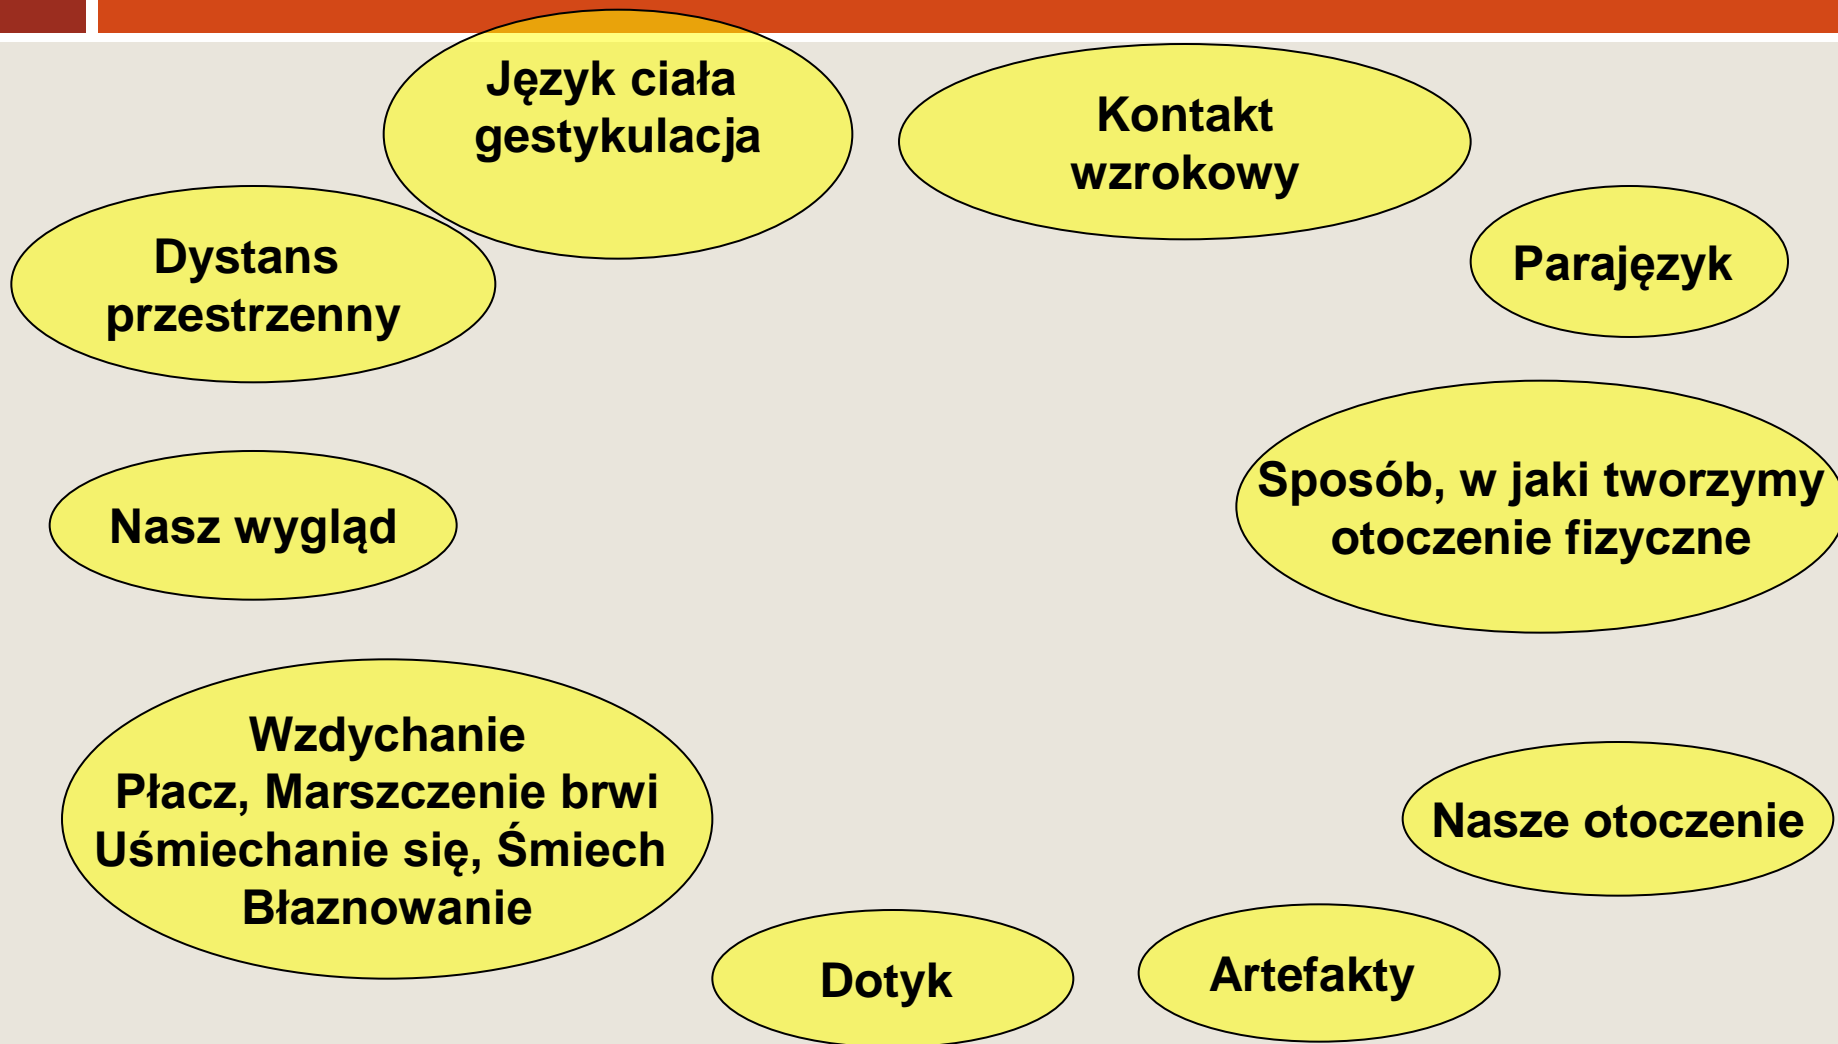 Język ciała
gestykulacja
Kontakt
wzrokowy
Dystans
przestrzenny
Parajęzyk
Nasz wygląd
Sposób, w jaki tworzymy
otoczenie fizyczne
Wzdychanie
Płacz, Marszczenie brwi
Uśmiechanie się, Śmiech
Błaznowanie
Nasze otoczenie
Dotyk
Artefakty